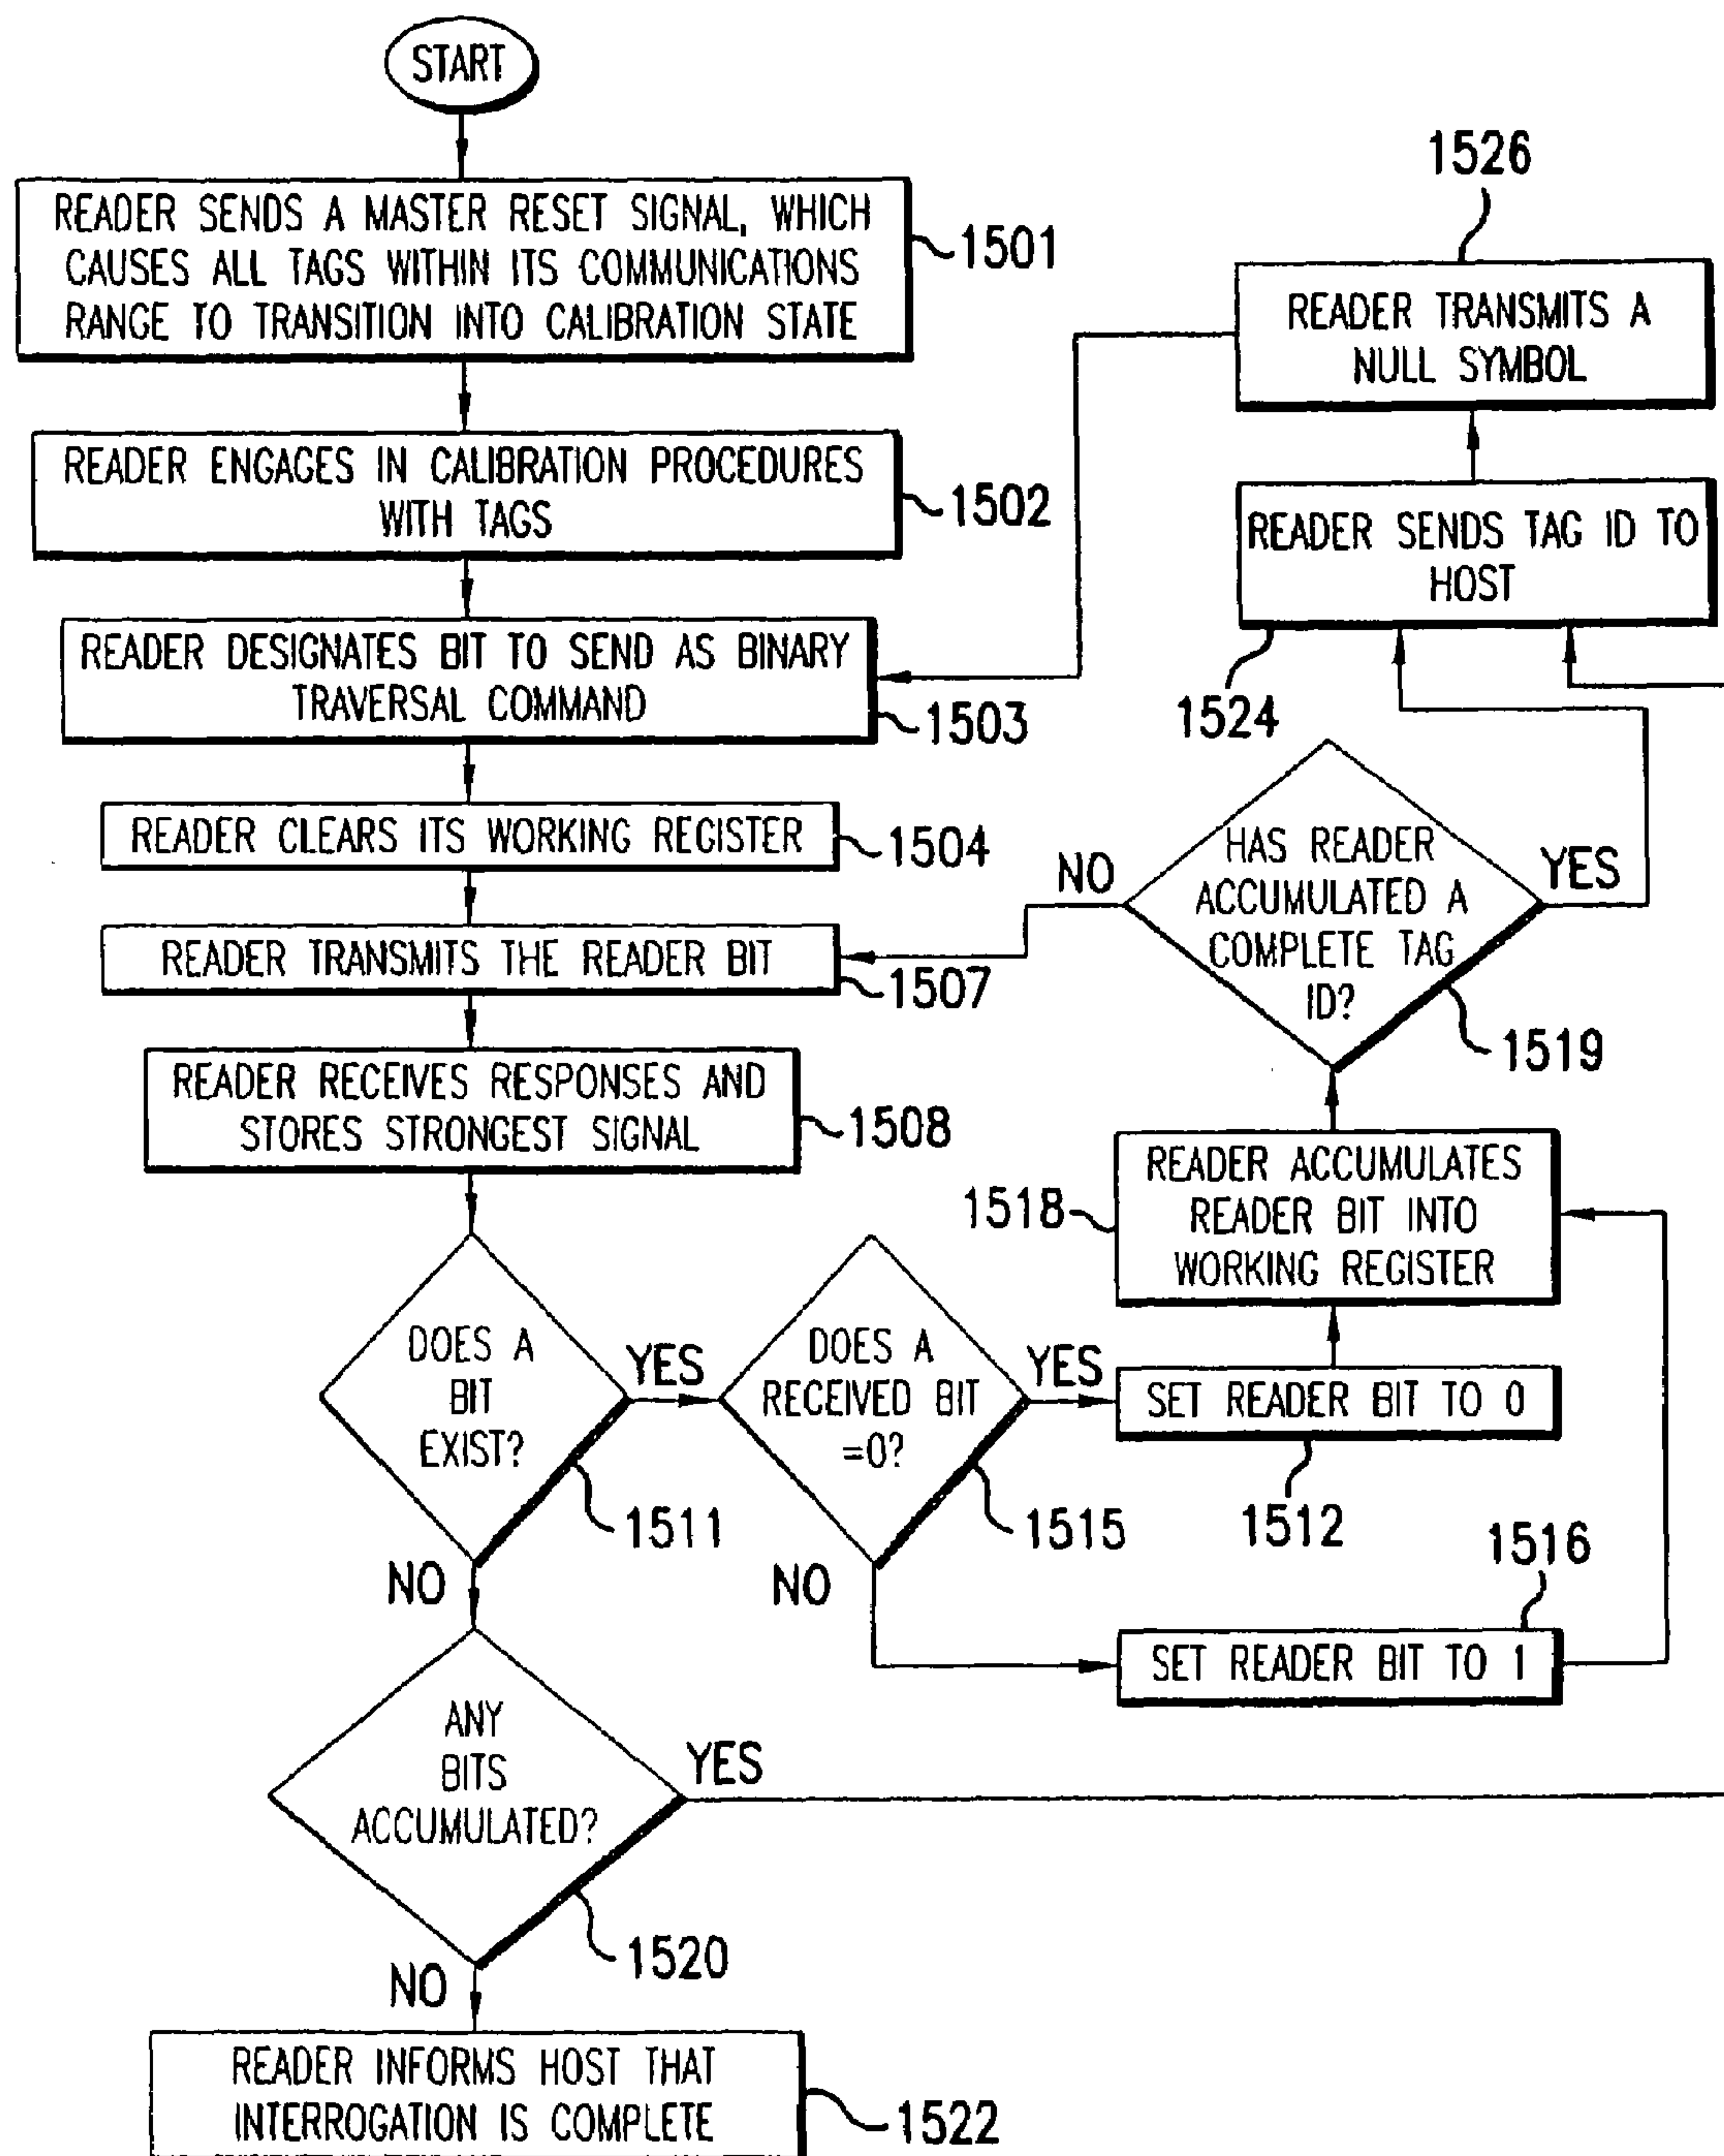 START
READER SENDS A MASTER RESET SIGNAL, WHICH
CAUSES ALL TAGS WITHIN ITS COMMUNICATIONS
RANGE TO TRANSITION INTO CALIBRATION STATE
1501
READER ENGAGES IN CALIBRATION PROCEDURES
WITH TAGS
1502
READER DESIGNATES BIT TO SEND AS BINARY
TRAVERSAL COMMAND
1503
READER CLEARS ITS WORKING REGISTER
1504
READER TRANSMITS THE READER BIT
1507
READER RECEIVES RESPONSES AND
STORES STRONGEST SIGNAL
1508
DOES A
BIT
EXIST?
1511
YES
NO
DOES A
RECEIVED BIT
=0?
1515
YES
NO
SET READER BIT TO 0
1512
1516
SET READER BIT TO 1
1518
READER ACCUMULATES
READER BIT INTO
WORKING REGISTER
HAS READER
ACCUMULATED A
COMPLETE TAG
ID?
1519
NO
YES
READER SENDS TAG ID TO
HOST
1524
1526
READER TRANSMITS A
NULL SYMBOL
ANY
BITS
ACCUMULATED?
1520
YES
NO
READER INFORMS HOST THAT
INTERROGATION IS COMPLETE
1522